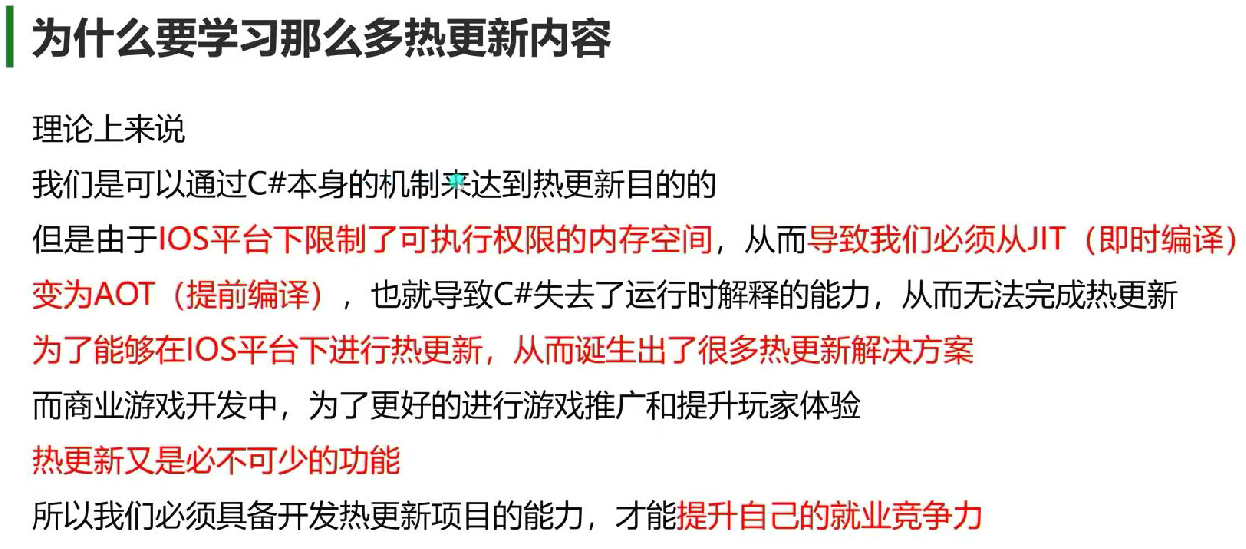 为什么要学习那么多热更新内容
理论上来说
我们是可以通过C#本身的机制来达到热更新目的的
但是由于IOS平台下限制了可执行权限的内存空间，从而导致我们必须从JIT（即时编译）
变为AOT（提前编译），也就导致C#失去了运行时解释的能力，从而无法完成热更新
为了能够在IOS平台下进行热更新，从而诞生出了很多热更新解决方案
而商业游戏开发中，为了更好的进行游戏推广和提升玩家体验
热更新又是必不可少的功能
所以我们必须具备开发热更新项目的能力，才能提升自己的就业竞争力